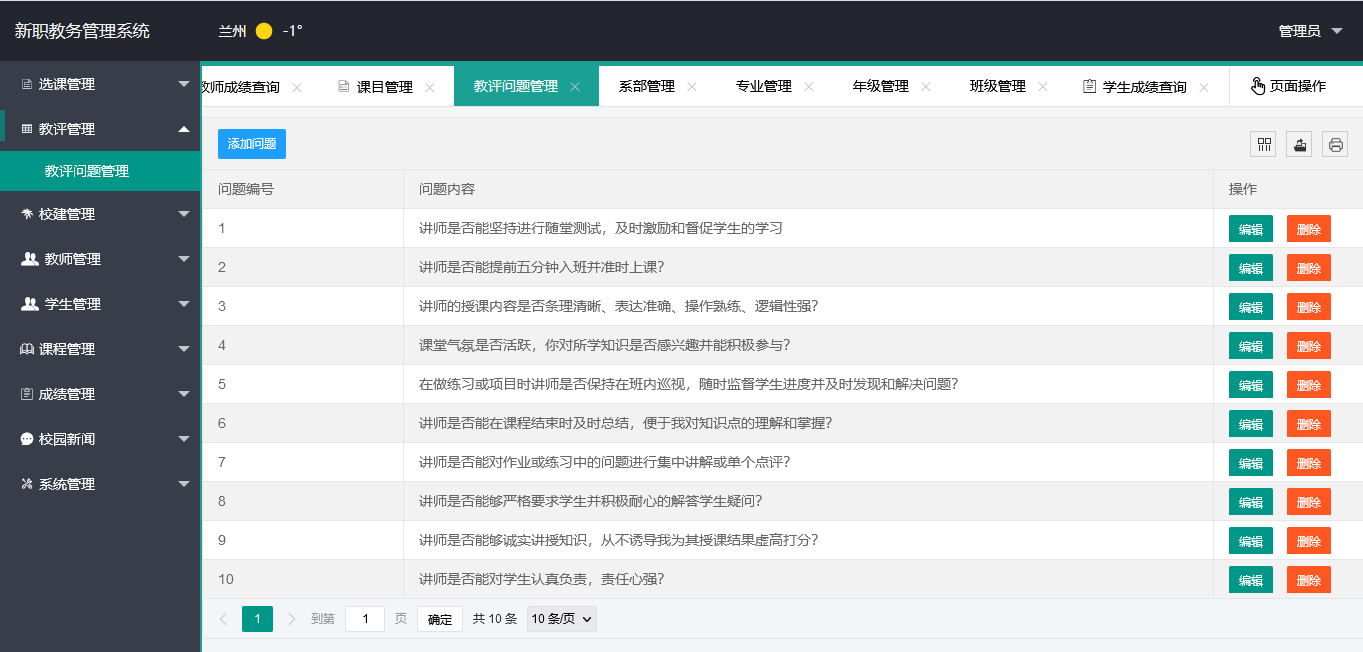 新职教务管理系统
兰州 -1°
管理员
选课管理
教评管理
教评问题管理
校建管理
教师管理
学生管理
课程管理
成绩管理
校园新闻
系统管理
教师成绩查询 课目管理 教评问题管理 系部管理 专业管理 年级管理 班级管理 学生成绩查询 页面操作
添加问题
问题编号 问题内容 操作
1 讲师是否能坚持进行随堂测试，及时激励和督促学生的学习 编辑 删除
2 讲师是否能提前五分钟入班并准时上课？ 编辑 删除
3 讲师的授课内容是否条理清晰、表达准确、操作熟练、逻辑性强？ 编辑 删除
4 课堂气氛是否活跃，你对所学知识是否感兴趣并能积极参与？ 编辑 删除
5 在做练习或项目时讲师是否保持在班内巡视，随时监督学生进度并及时发现和解决问题？ 编辑 删除
6 讲师是否能在课程结束时及时总结，便于我对知识点的理解和掌握？ 编辑 删除
7 讲师是否能对作业或练习中的问题进行集中讲解或单个点评？ 编辑 删除
8 讲师是否能够严格要求学生并积极耐心的解答学生疑问？ 编辑 删除
9 讲师是否能够诚实讲授知识，从不诱导我为其授课结果虚高打分？ 编辑 删除
10 讲师是否能对学生认真负责，责任心强？ 编辑 删除
1 到第 1 页 确定 共 10 条 10 条/页